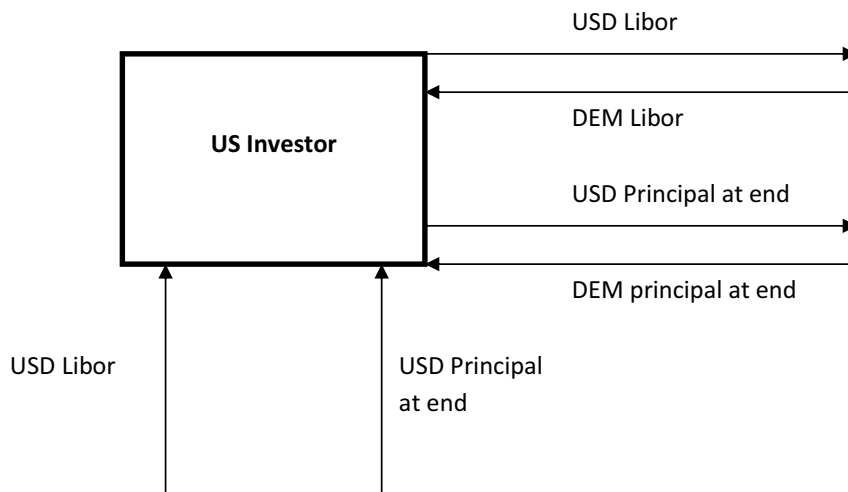 USD Libor
DEM Libor
US Investor
USD Principal at end
DEM principal at end
USD Libor
USD Principal
at end